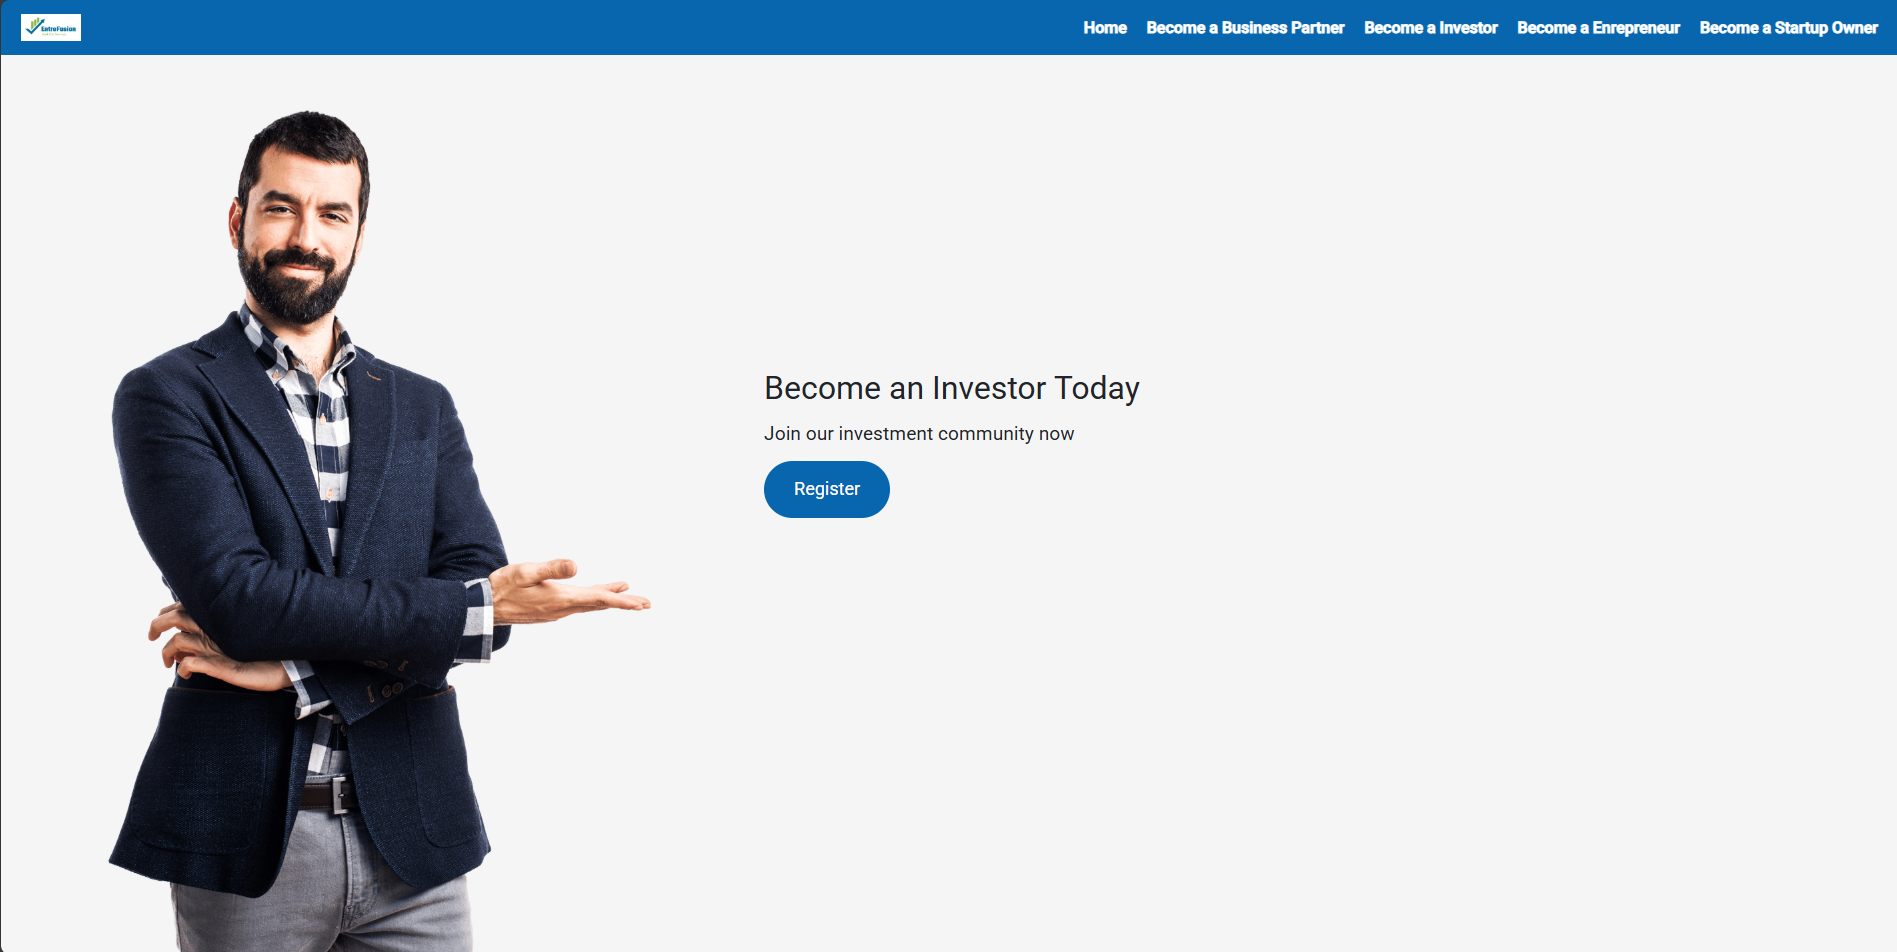 EntreFusion
Home Become a Business Partner Become a Investor Become a Enrepreneur Become a Startup Owner
Become an Investor Today
Join our investment community now
Register